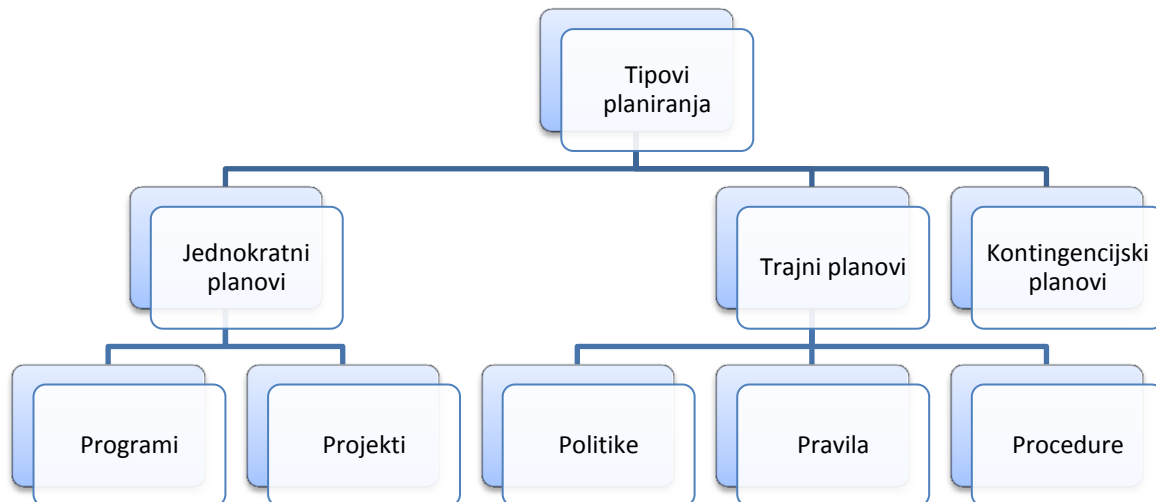 Tipovi
planiranja
Jednokratni
planovi
Trajni planovi
Kontingencijski
planovi
Programi
Projekti
Politike
Pravila
Procedure